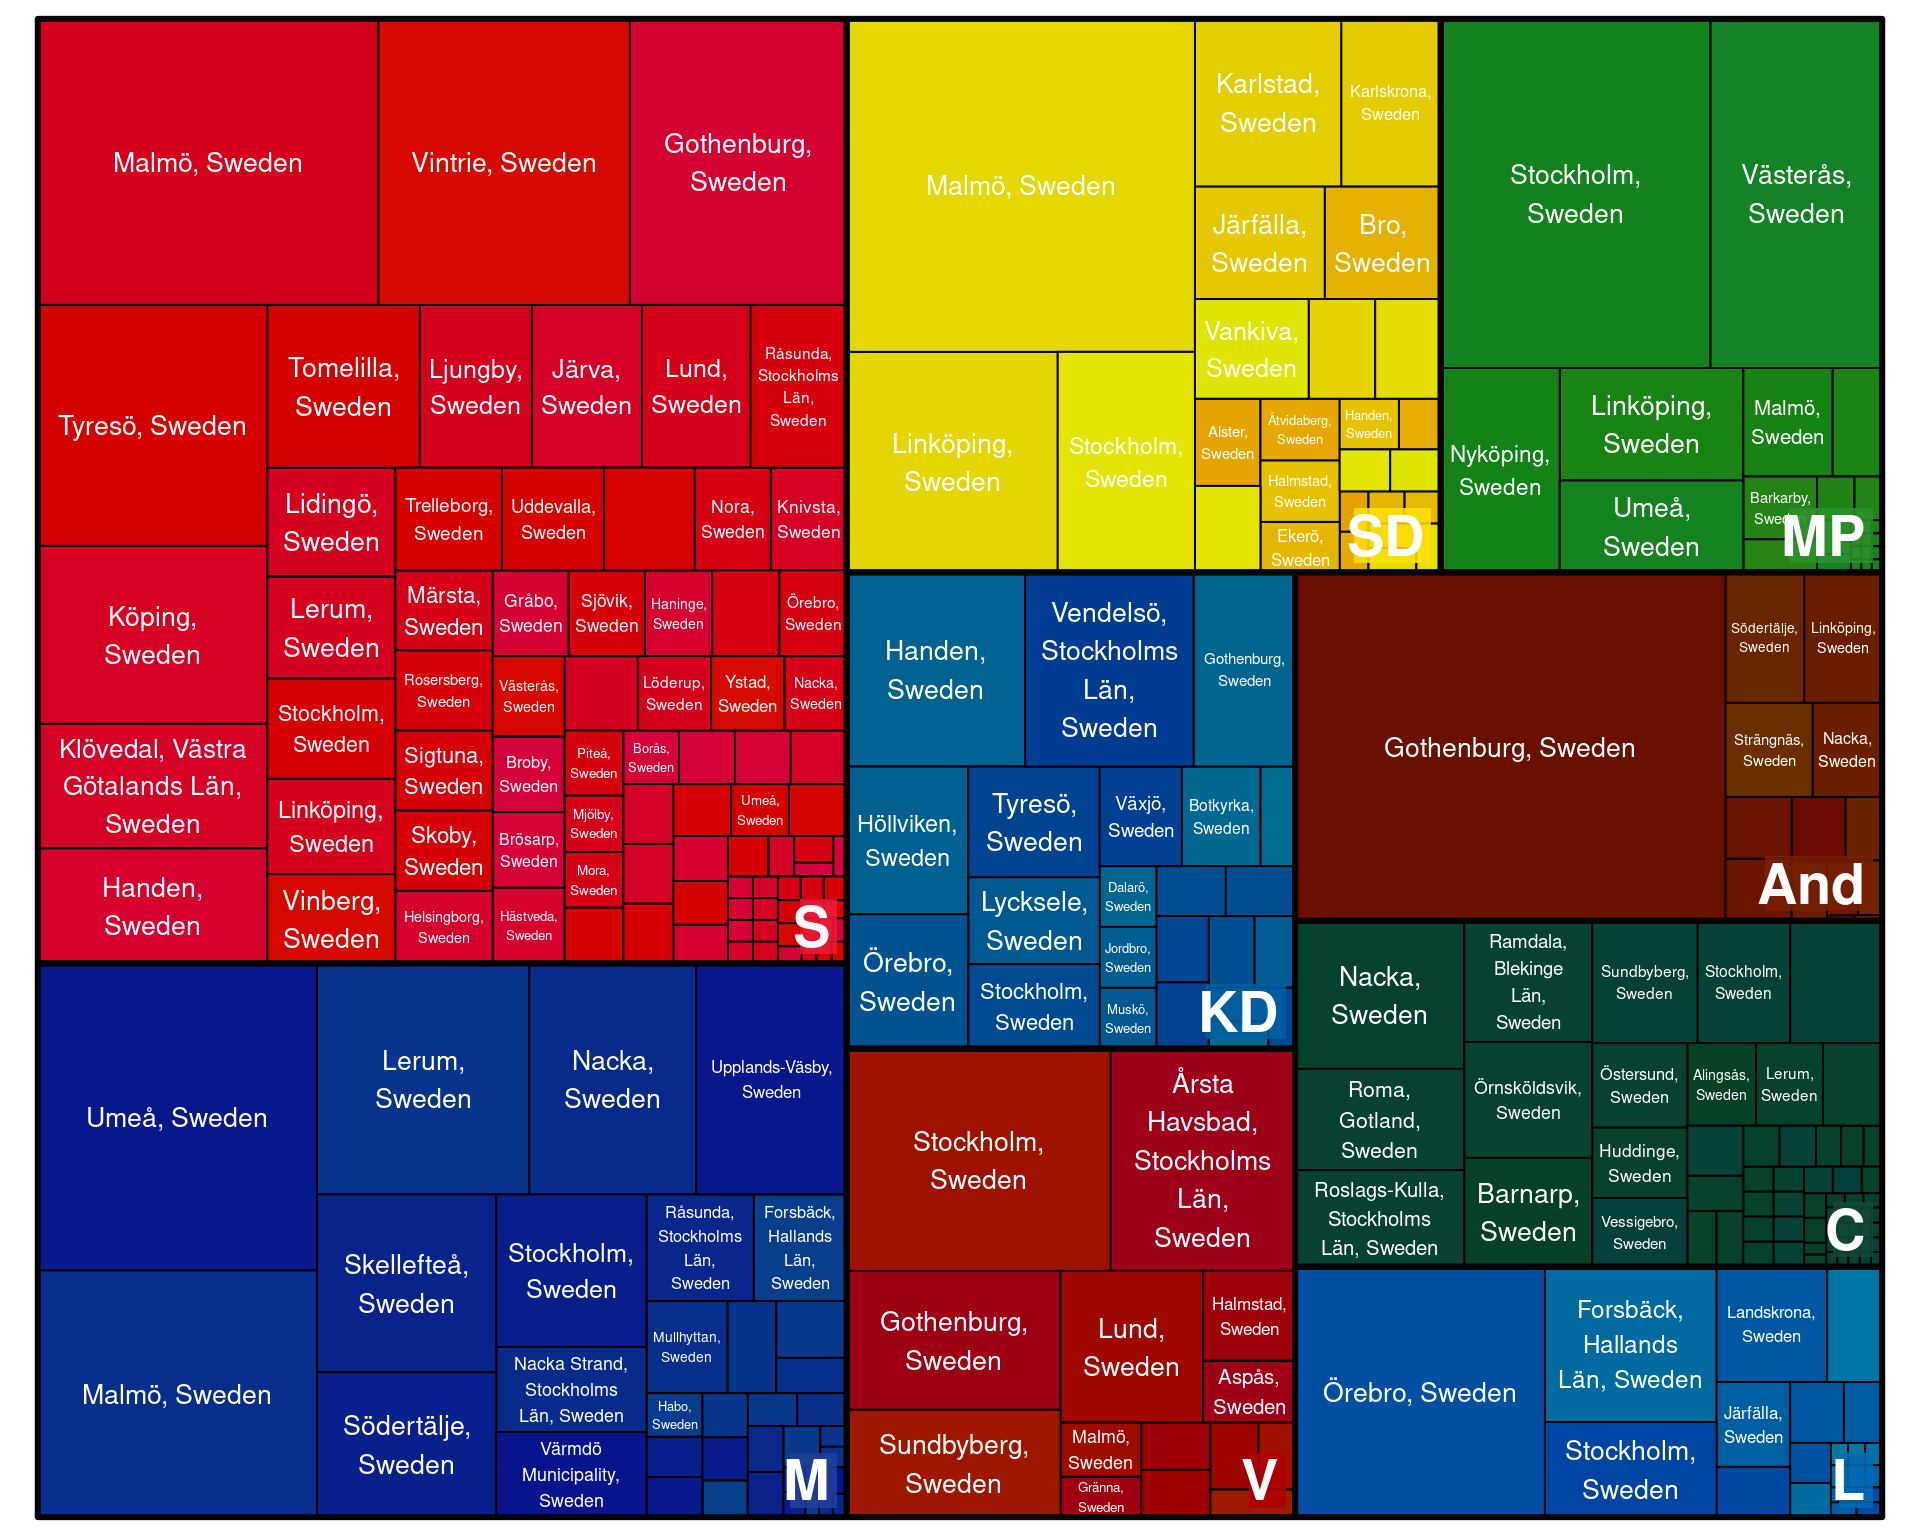 Malmö, Sweden
Vintrie, Sweden
Gothenburg,
Sweden
Tyresö, Sweden
Tomelilla,
Sweden
Ljungby,
Sweden
Järva,
Sweden
Lund,
Sweden
Råsunda,
Stockholms
Län,
Sweden
Lidingö,
Sweden
Trelleborg,
Sweden
Uddevalla,
Sweden
Nora,
Sweden
Knivsta,
Sweden
Köping,
Sweden
Lerum,
Sweden
Märsta,
Sweden
Gråbo,
Sweden
Sjövik,
Sweden
Haninge,
Sweden
Örebro,
Sweden
Rosersberg,
Sweden
Västerås,
Sweden
Löderup,
Sweden
Ystad,
Sweden
Nacka,
Sweden
Stockholm,
Sweden
Klövedal, Västra
Götalands Län,
Sweden
Sigtuna,
Sweden
Broby,
Sweden
Piteå,
Sweden
Borås,
Sweden
Linköping,
Sweden
Skoby,
Sweden
Brösarp,
Sweden
Mjölby,
Sweden
Umeå,
Sweden
Handen,
Sweden
Vinberg,
Sweden
Helsingborg,
Sweden
Hästveda,
Sweden
Mora,
Sweden
S
Malmö, Sweden
Karlstad,
Sweden
Karlskrona,
Sweden
Järfälla,
Sweden
Bro,
Sweden
Vankiva,
Sweden
Linköping,
Sweden
Stockholm,
Sweden
Alster,
Sweden
Åtvidaberg,
Sweden
Handen,
Sweden
Halmstad,
Sweden
Ekerö,
Sweden
SD
Stockholm,
Sweden
Västerås,
Sweden
Nyköping,
Sweden
Linköping,
Sweden
Malmö,
Sweden
Umeå,
Sweden
Barkarby,
Sweden
MP
Handen,
Sweden
Vendelsö,
Stockholms
Län,
Sweden
Gothenburg,
Sweden
Höllviken,
Sweden
Tyresö,
Sweden
Växjö,
Sweden
Botkyrka,
Sweden
Lycksele,
Sweden
Dalarö,
Sweden
Jordbro,
Sweden
Örebro,
Sweden
Stockholm,
Sweden
Muskö,
Sweden
KD
Gothenburg, Sweden
Södertälje,
Sweden
Linköping,
Sweden
Strängnäs,
Sweden
Nacka,
Sweden
And
Nacka,
Sweden
Ramdala,
Blekinge
Län,
Sweden
Sundbyberg,
Sweden
Stockholm,
Sweden
Roma,
Gotland,
Sweden
Örnsköldsvik,
Sweden
Östersund,
Sweden
Alingsås,
Sweden
Lerum,
Sweden
Huddinge,
Sweden
Roslags-Kulla,
Stockholms
Län, Sweden
Barnarp,
Sweden
Vessigebro,
Sweden
C
Umeå, Sweden
Lerum,
Sweden
Nacka,
Sweden
Upplands-Väsby,
Sweden
Malmö, Sweden
Skellefteå,
Sweden
Stockholm,
Sweden
Råsunda,
Stockholms
Län,
Sweden
Forsbäck,
Hallands
Län,
Sweden
Mullhyttan,
Sweden
Nacka Strand,
Stockholms
Län, Sweden
Habo,
Sweden
Södertälje,
Sweden
Värmdö
Municipality,
Sweden
M
Stockholm,
Sweden
Årsta
Havsbad,
Stockholms
Län,
Sweden
Gothenburg,
Sweden
Lund,
Sweden
Halmstad,
Sweden
Aspås,
Sweden
Sundbyberg,
Sweden
Malmö,
Sweden
Gränna,
Sweden
V
Örebro, Sweden
Forsbäck,
Hallands
Län, Sweden
Landskrona,
Sweden
Järfälla,
Sweden
Stockholm,
Sweden
L